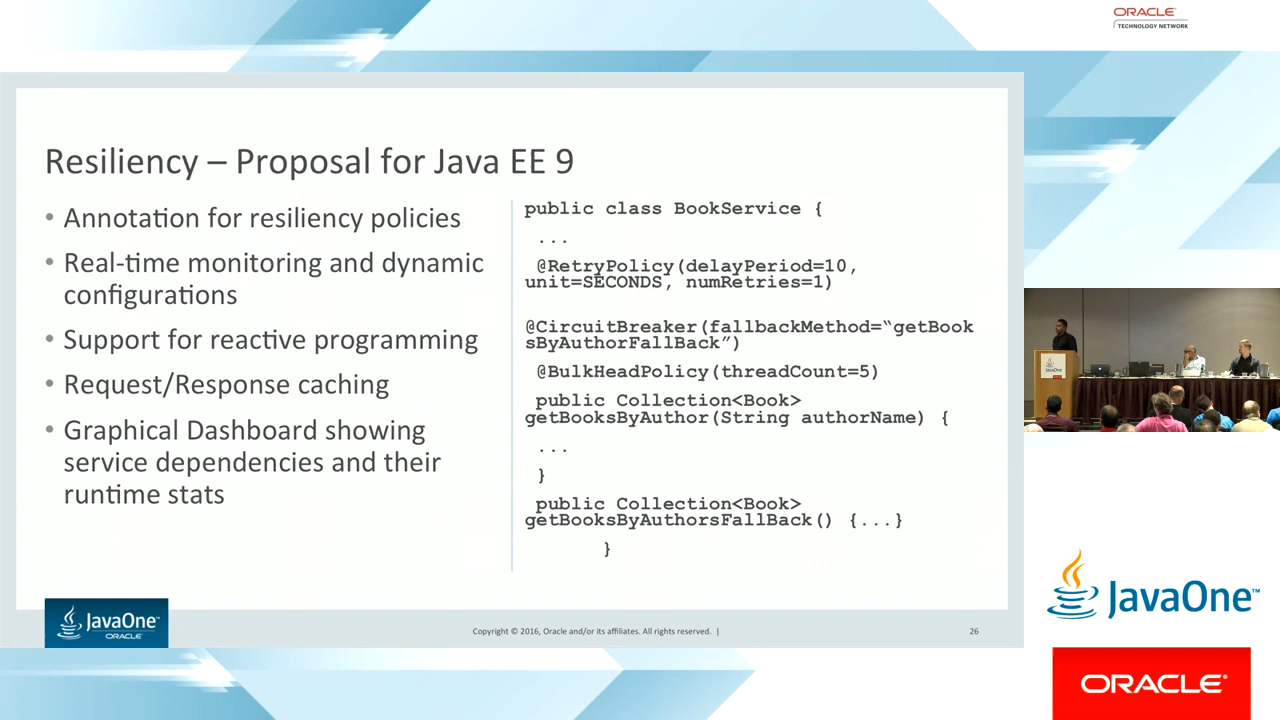 ORACLE
TECHNOLOGY NETWORK
Resiliency – Proposal for Java EE 9
• Annotation for resiliency policies
• Real-time monitoring and dynamic
configurations
• Support for reactive programming
• Request/Response caching
• Graphical Dashboard showing
service dependencies and their
runtime stats
public class BookService {
...
@RetryPolicy(delayPeriod=10,
unit=SECONDS, numRetries=1)
@CircuitBreaker(fallbackMethod=“getBook
sByAuthorFallBack”)
@BulkHeadPolicy(threadCount=5)
public Collection<Book>
getBooksByAuthor(String authorName) {
...
}
public Collection<Book>
getBooksByAuthorsFallBack() {...}
}
JavaOne™
ORACLE
Copyright © 2016, Oracle and/or its affiliates. All rights reserved. |
26
JavaOne™
ORACLE®